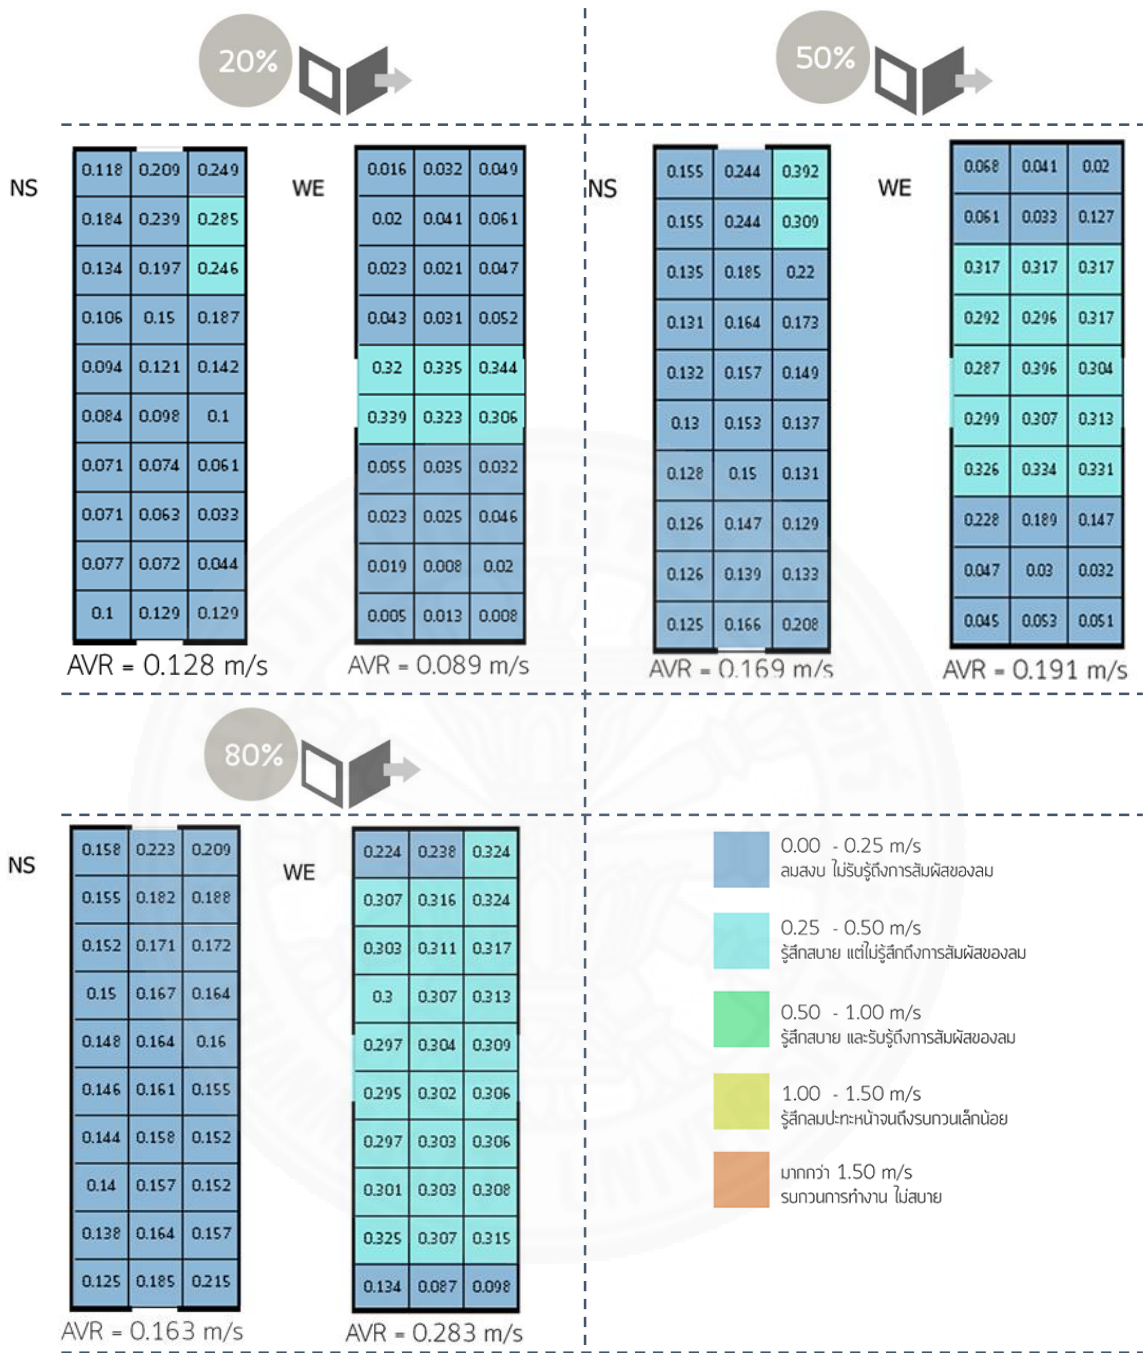 20%
50%
NS
0.118 0.209 0.249
0.184 0.239 0.285
0.134 0.197 0.246
0.106 0.15 0.187
0.094 0.121 0.142
0.084 0.098 0.1
0.071 0.074 0.061
0.071 0.063 0.033
0.077 0.072 0.044
0.1 0.129 0.129
AVR = 0.128 m/s
WE
0.016 0.032 0.049
0.02 0.041 0.061
0.023 0.021 0.047
0.043 0.031 0.052
0.32 0.335 0.344
0.339 0.323 0.306
0.055 0.035 0.032
0.023 0.025 0.046
0.019 0.008 0.02
0.005 0.013 0.008
AVR = 0.089 m/s
NS
0.155 0.244 0.392
0.155 0.244 0.309
0.135 0.185 0.22
0.131 0.164 0.173
0.132 0.157 0.149
0.13 0.153 0.137
0.128 0.15 0.131
0.126 0.147 0.129
0.126 0.139 0.133
0.125 0.166 0.208
AVR = 0.169 m/s
WE
0.068 0.041 0.02
0.061 0.033 0.127
0.317 0.317 0.317
0.292 0.296 0.317
0.287 0.396 0.304
0.299 0.307 0.313
0.326 0.334 0.331
0.228 0.189 0.147
0.047 0.03 0.032
0.045 0.053 0.051
AVR = 0.191 m/s
80%
NS
0.158 0.223 0.209
0.155 0.182 0.188
0.152 0.171 0.172
0.15 0.167 0.164
0.148 0.164 0.16
0.146 0.161 0.155
0.144 0.158 0.152
0.14 0.157 0.152
0.138 0.164 0.157
0.125 0.185 0.215
AVR = 0.163 m/s
WE
0.224 0.238 0.324
0.307 0.316 0.324
0.303 0.311 0.317
0.3 0.307 0.313
0.297 0.304 0.309
0.295 0.302 0.306
0.297 0.303 0.306
0.301 0.303 0.308
0.325 0.307 0.315
0.134 0.087 0.098
AVR = 0.283 m/s
0.00 - 0.25 m/s
ลมสงบ ไม่รับรู้ถึงการสัมผัสของลม
0.25 - 0.50 m/s
รู้สึกสบาย แต่ไม่รู้สึกถึงการสัมผัสของลม
0.50 - 1.00 m/s
รู้สึกสบาย และรับรู้ถึงการสัมผัสของลม
1.00 - 1.50 m/s
รู้สึกลมปะทะหน้าจนถึงรบกวนเล็กน้อย
มากกว่า 1.50 m/s
รบกวนการทำงาน ไม่สบาย